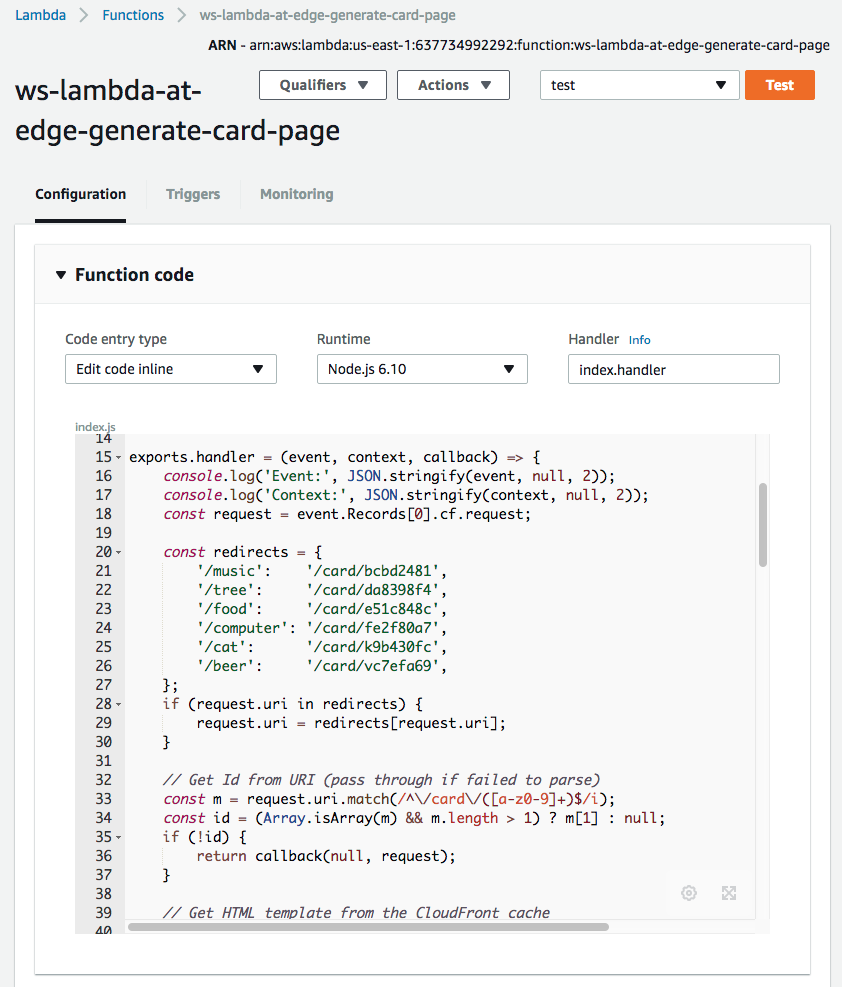 Lambda > Functions > ws-lambda-at-edge-generate-card-page
ARN - arn:aws:lambda:us-east-1:637734992292:function:ws-lambda-at-edge-generate-card-page
ws-lambda-at-
edge-generate-card-page
Qualifiers Actions test Test
Configuration Triggers Monitoring
Function code
Code entry type Runtime Handler Info
Edit code inline Node.js 6.10 index.handler
index.js
14
15 exports.handler = (event, context, callback) => {
16     console.log('Event:', JSON.stringify(event, null, 2));
17     console.log('Context:', JSON.stringify(context, null, 2));
18     const request = event.Records[0].cf.request;
19
20     const redirects = {
21         '/music':    '/card/bcbd2481',
22         '/tree':     '/card/da8398f4',
23         '/food':     '/card/e51c848c',
24         '/computer': '/card/fe2f80a7',
25         '/cat':      '/card/k9b430fc',
26         '/beer':     '/card/vc7efa69',
27     };
28     if (request.uri in redirects) {
29         request.uri = redirects[request.uri];
30     }
31
32     // Get Id from URI (pass through if failed to parse)
33     const m = request.uri.match(/^\/card\/([a-z0-9]+)$/i);
34     const id = (Array.isArray(m) && m.length > 1) ? m[1] : null;
35     if (!id) {
36         return callback(null, request);
37     }
38
39     // Get HTML template from the CloudFront cache
40